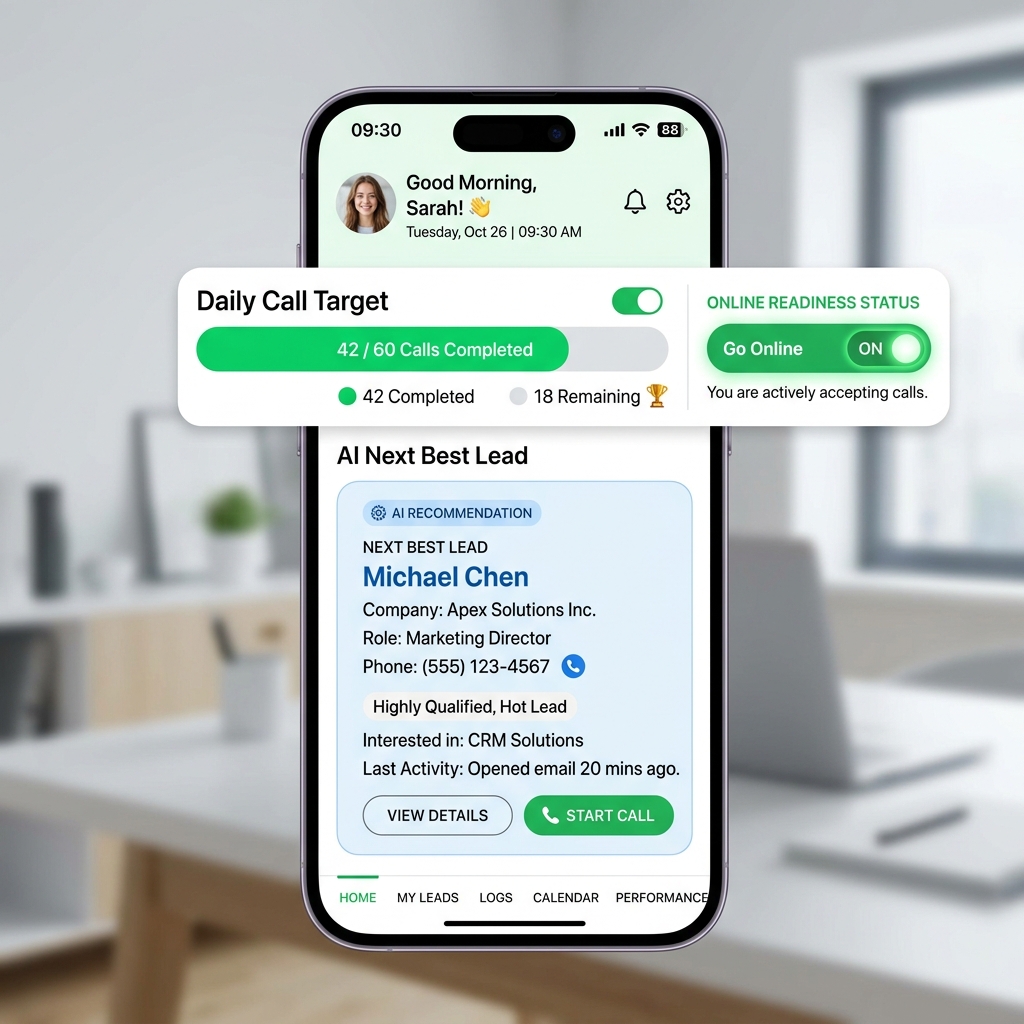 09:30
88
Good Morning,
Sarah! 👋
Tuesday, Oct 26 | 09:30 AM
Daily Call Target
42 / 60 Calls Completed
42 Completed
18 Remaining 🏆
ONLINE READINESS STATUS
Go Online
ON
You are actively accepting calls.
AI Next Best Lead
AI RECOMMENDATION
NEXT BEST LEAD
Michael Chen
Company: Apex Solutions Inc.
Role: Marketing Director
Phone: (555) 123-4567
Highly Qualified, Hot Lead
Interested in: CRM Solutions
Last Activity: Opened email 20 mins ago.
VIEW DETAILS
START CALL
HOME
MY LEADS
LOGS
CALENDAR
PERFORMANCE